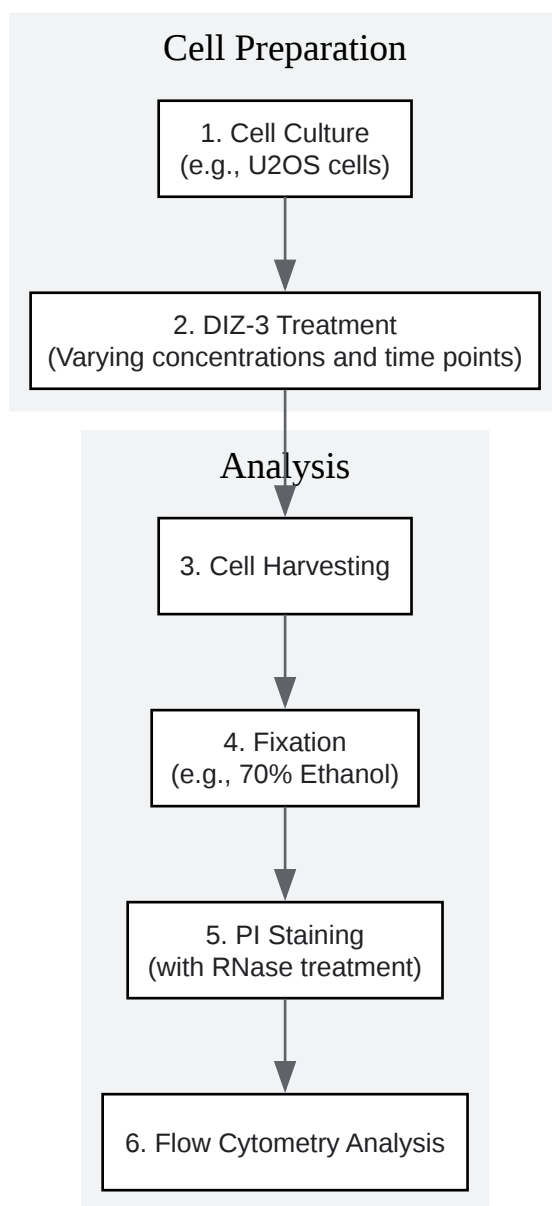 Cell Preparation
1. Cell Culture
(e.g., U2OS cells)
2. DIZ-3 Treatment
(Varying concentrations and time points)
Analysis
3. Cell Harvesting
4. Fixation
(e.g., 70% Ethanol)
5. PI Staining
(with RNase treatment)
6. Flow Cytometry Analysis